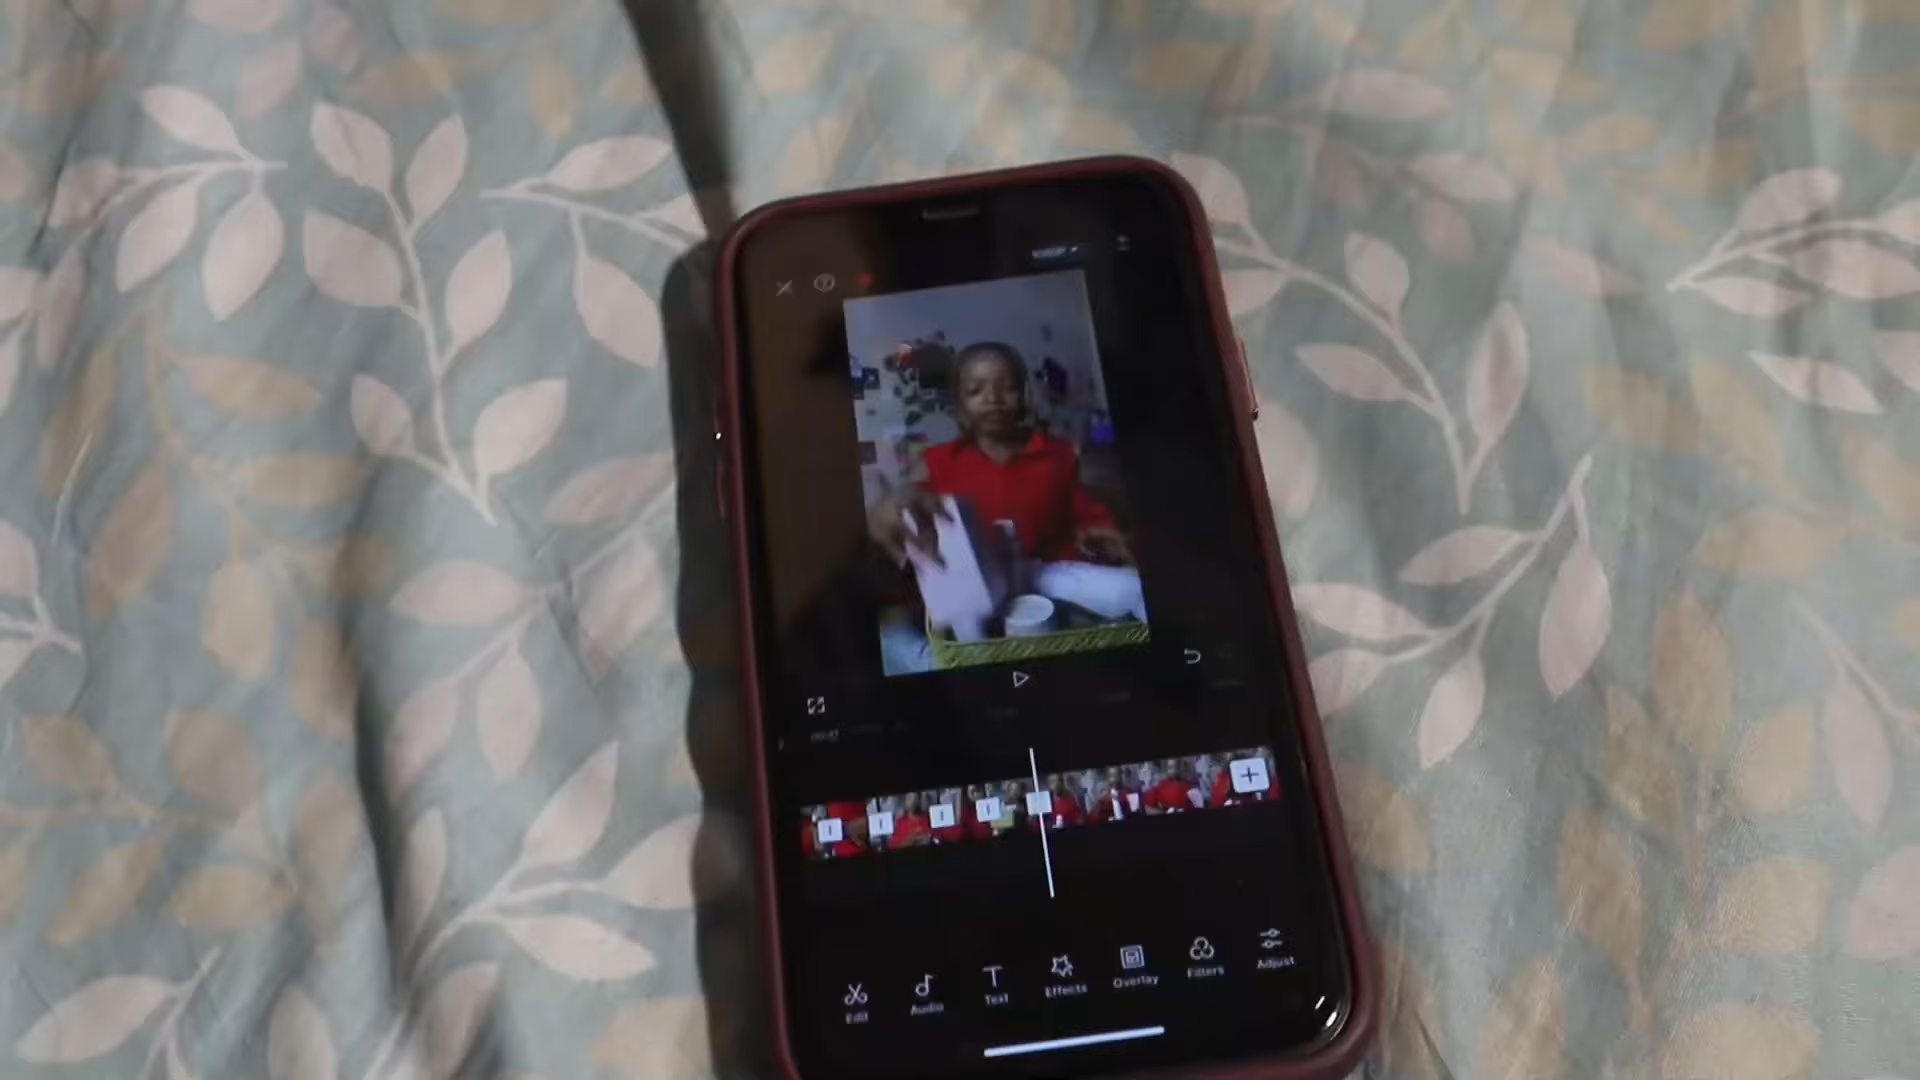 1080P
Edit
Audio
Text
Effects
Overlay
Filters
Adjust